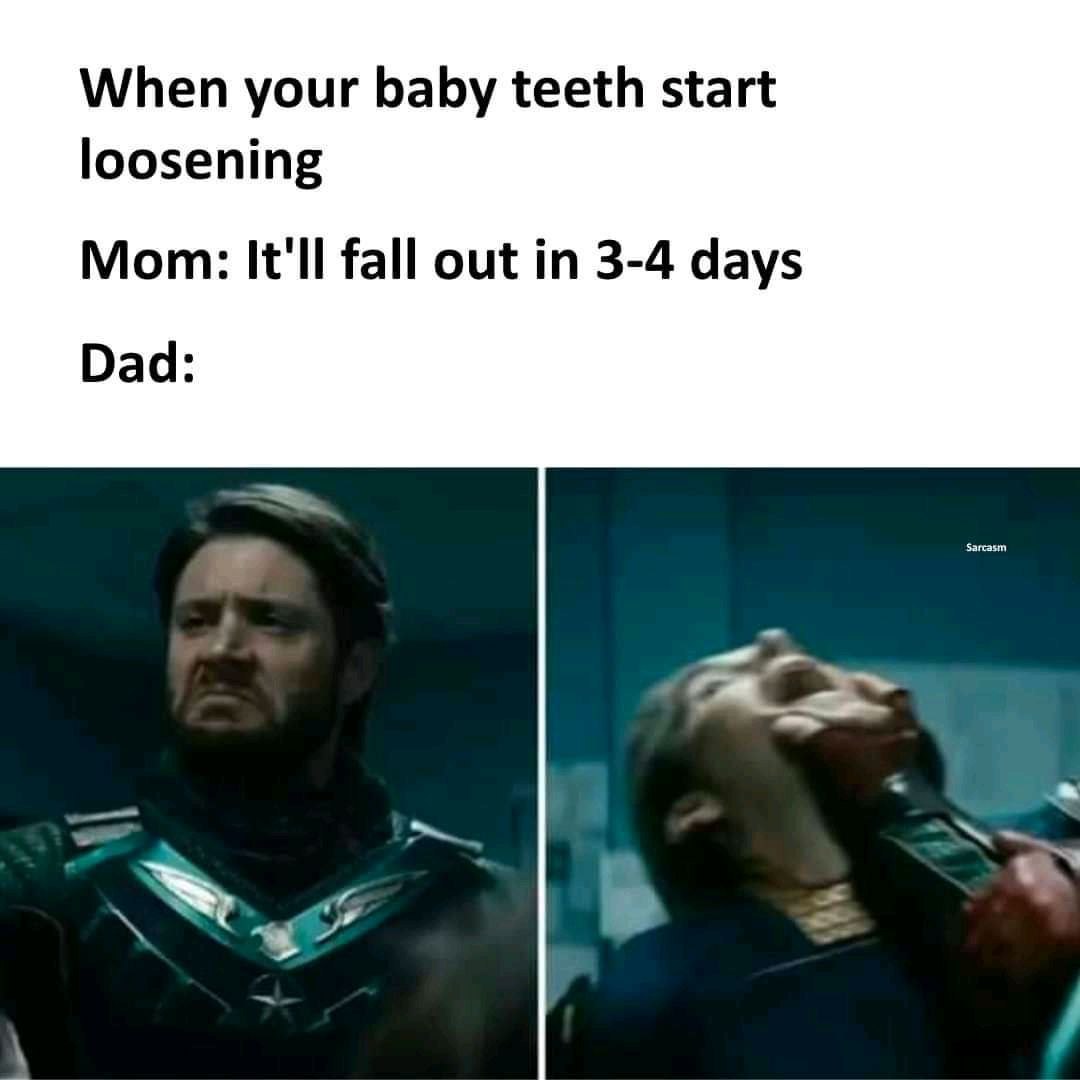 When your baby teeth start
loosening
Mom: It'll fall out in 3-4 days
Dad:
Sarcasm